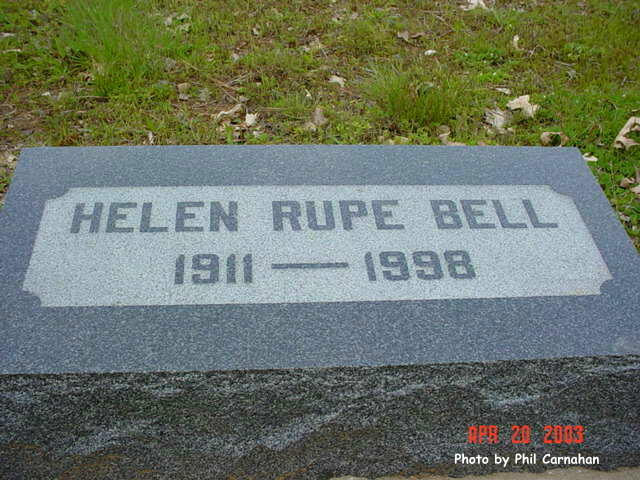 HELEN RUPE BELL
1911 — 1998
APR 20 2003
Photo by Phil Carnahan